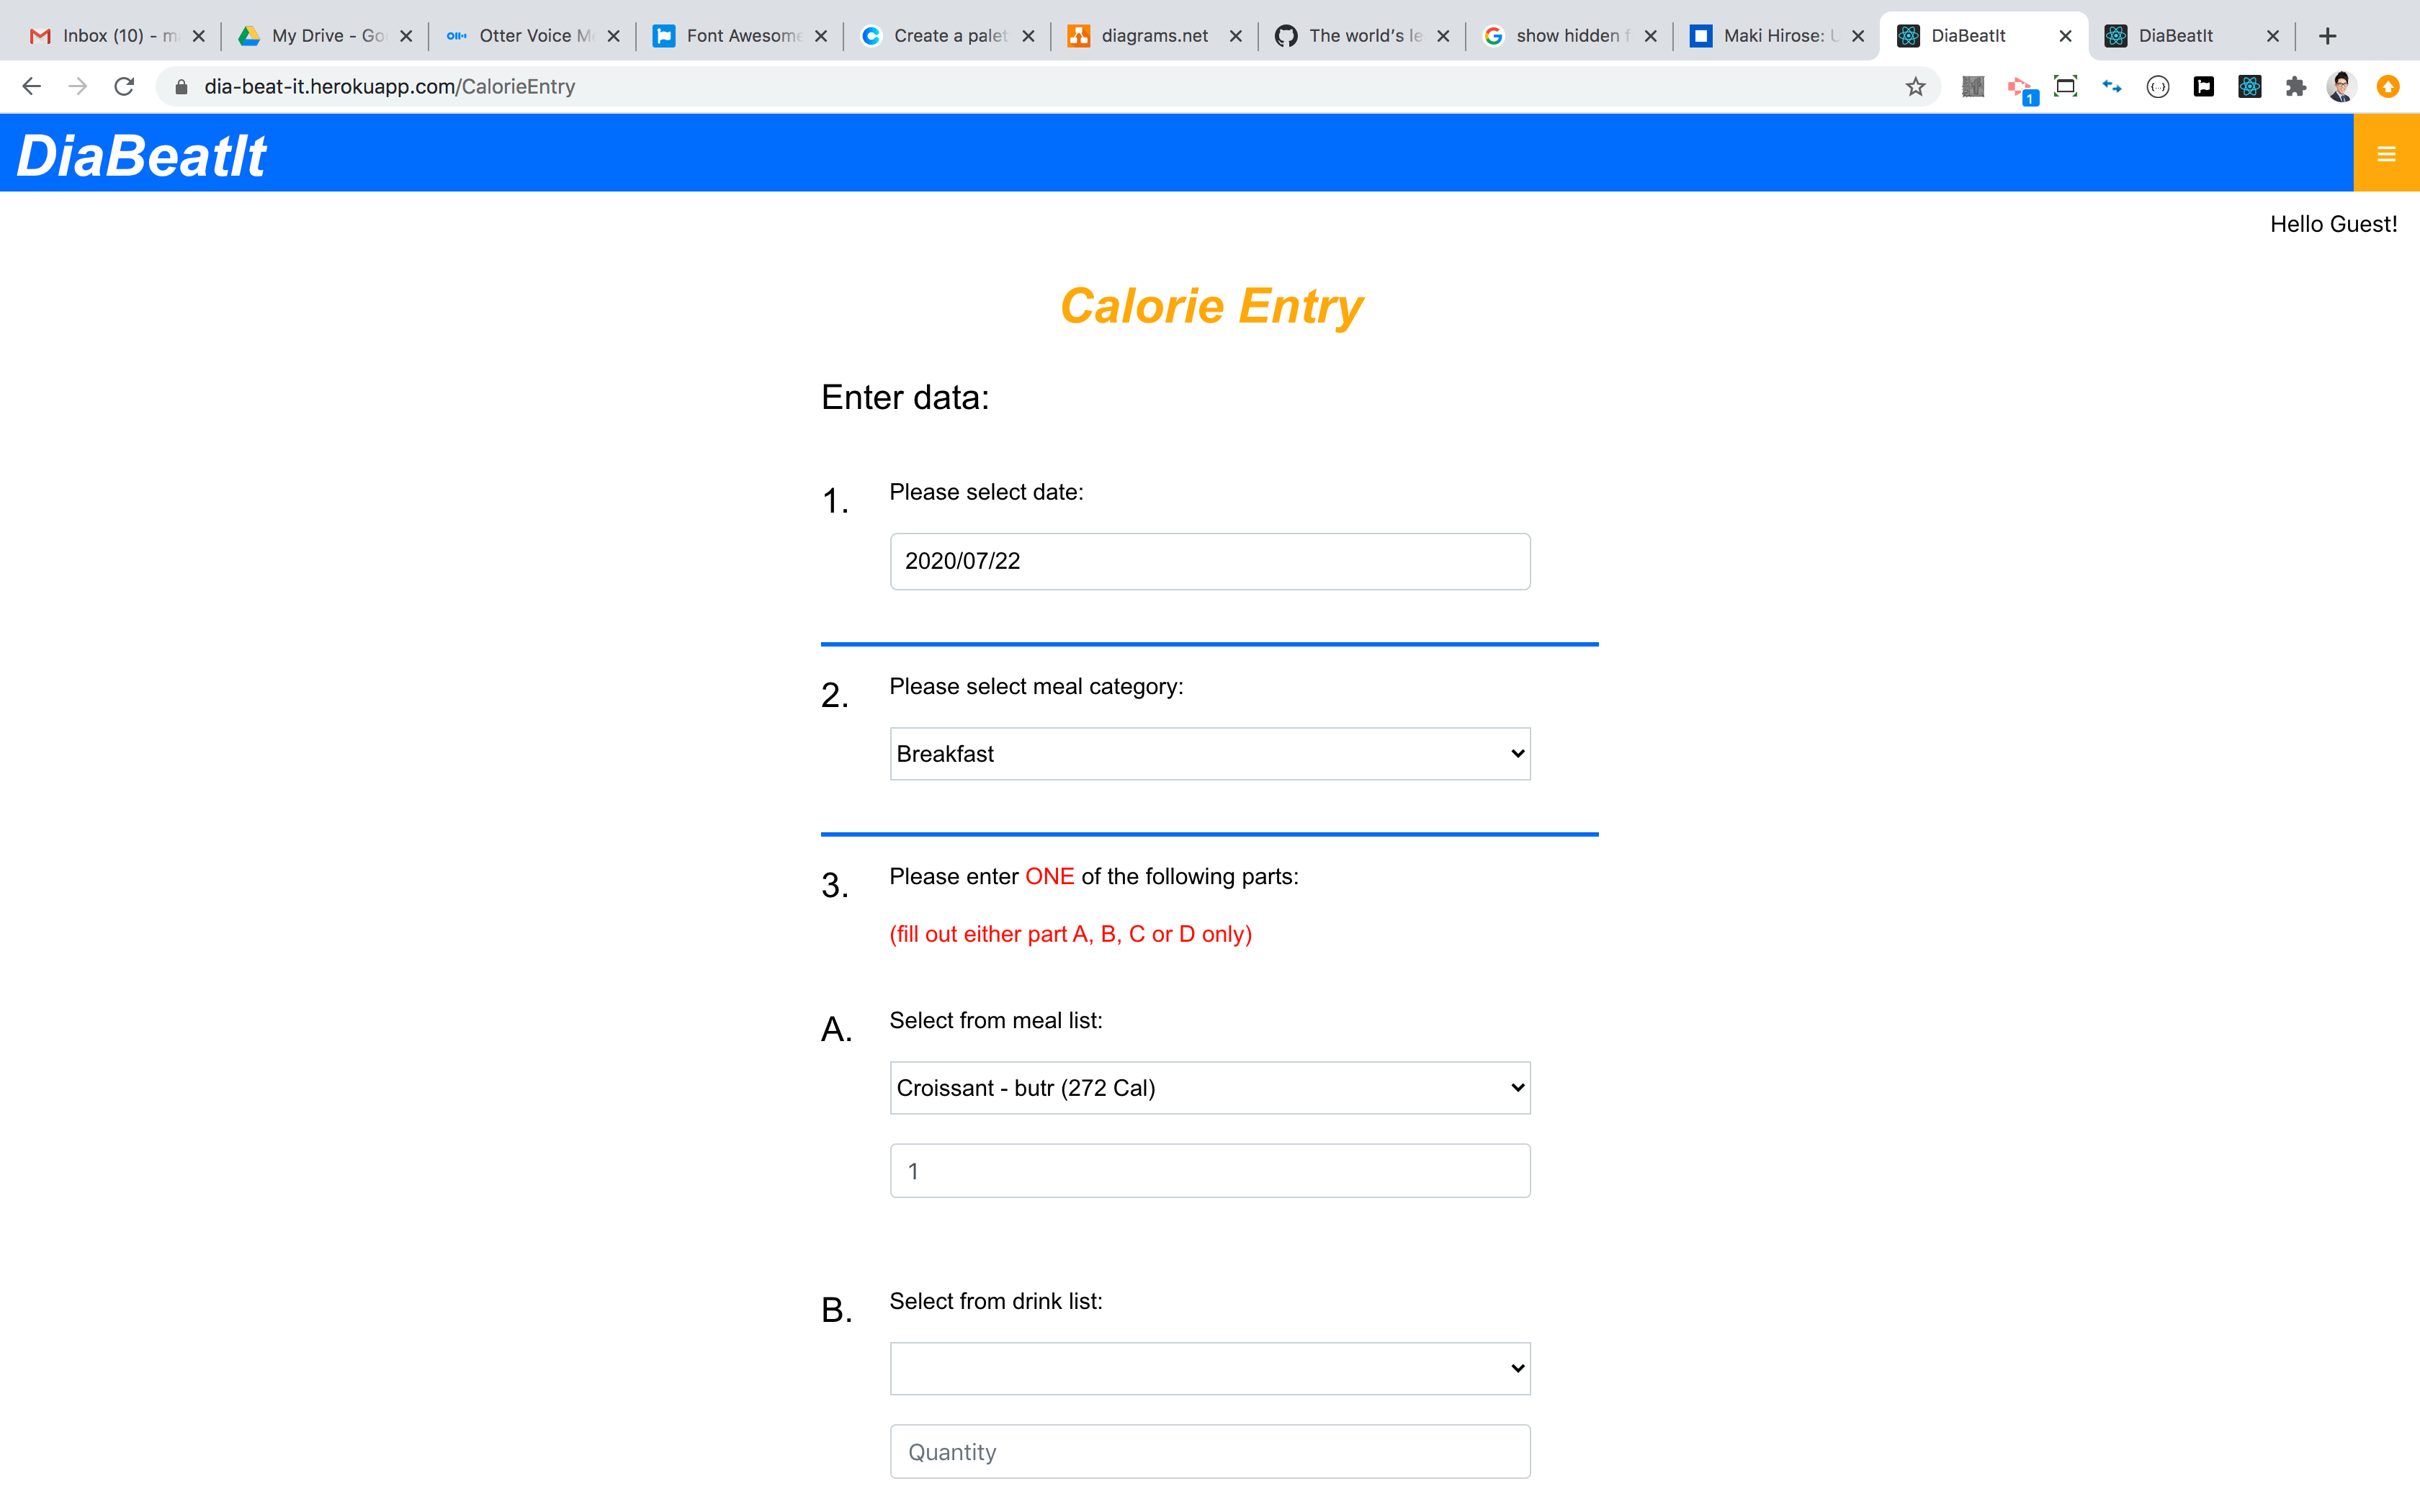 Inbox (10) - m
My Drive - Go
Otter Voice M
Font Awesome
Create a palet
diagrams.net
The world's le
show hidden f
Maki Hirose: U
DiaBeatIt
DiaBeatIt
dia-beat-it.herokuapp.com/CalorieEntry
1
DiaBeatIt
Hello Guest!
Calorie Entry
Enter data:
1. Please select date:
2020/07/22
2. Please select meal category:
Breakfast
3. Please enter ONE of the following parts:
(fill out either part A, B, C or D only)
A. Select from meal list:
Croissant - butr (272 Cal)
1
B. Select from drink list:
Quantity